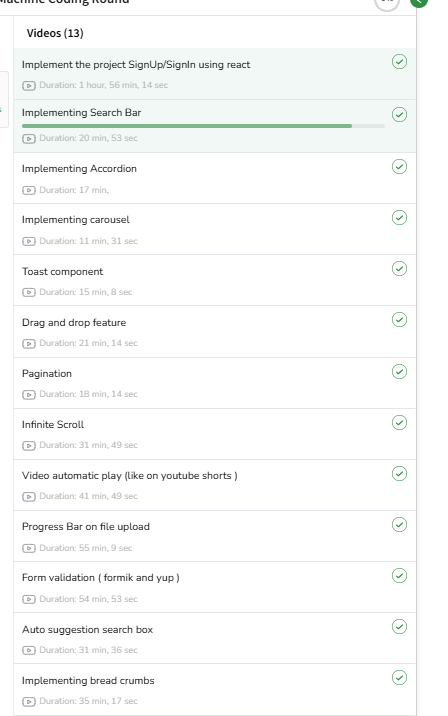 Machine Coding Round
Videos (13)
Implement the project SignUp/SignIn using react
Duration: 1 hour, 56 min, 14 sec
Implementing Search Bar
Duration: 20 min, 53 sec
Implementing Accordion
Duration: 17 min,
Implementing carousel
Duration: 11 min, 31 sec
Toast component
Duration: 15 min, 8 sec
Drag and drop feature
Duration: 21 min, 14 sec
Pagination
Duration: 18 min, 14 sec
Infinite Scroll
Duration: 31 min, 49 sec
Video automatic play (like on youtube shorts )
Duration: 41 min, 49 sec
Progress Bar on file upload
Duration: 55 min, 9 sec
Form validation ( formik and yup )
Duration: 54 min, 53 sec
Auto suggestion search box
Duration: 31 min, 36 sec
Implementing bread crumbs
Duration: 35 min, 17 sec